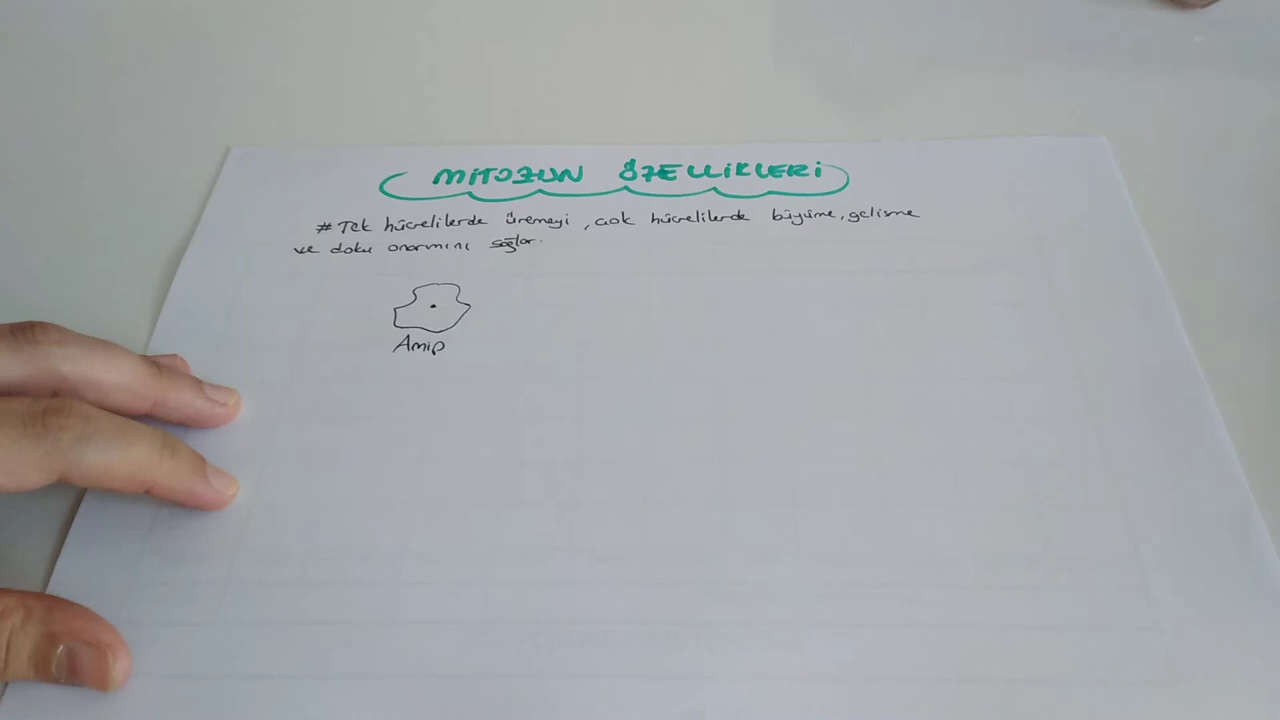 MİTOZUN ÖZELLİKLERİ
# Tek hücrelilerde üremeyi, çok hücrelilerde büyüme, gelişme
ve doku onarımını sağlar.
Amip